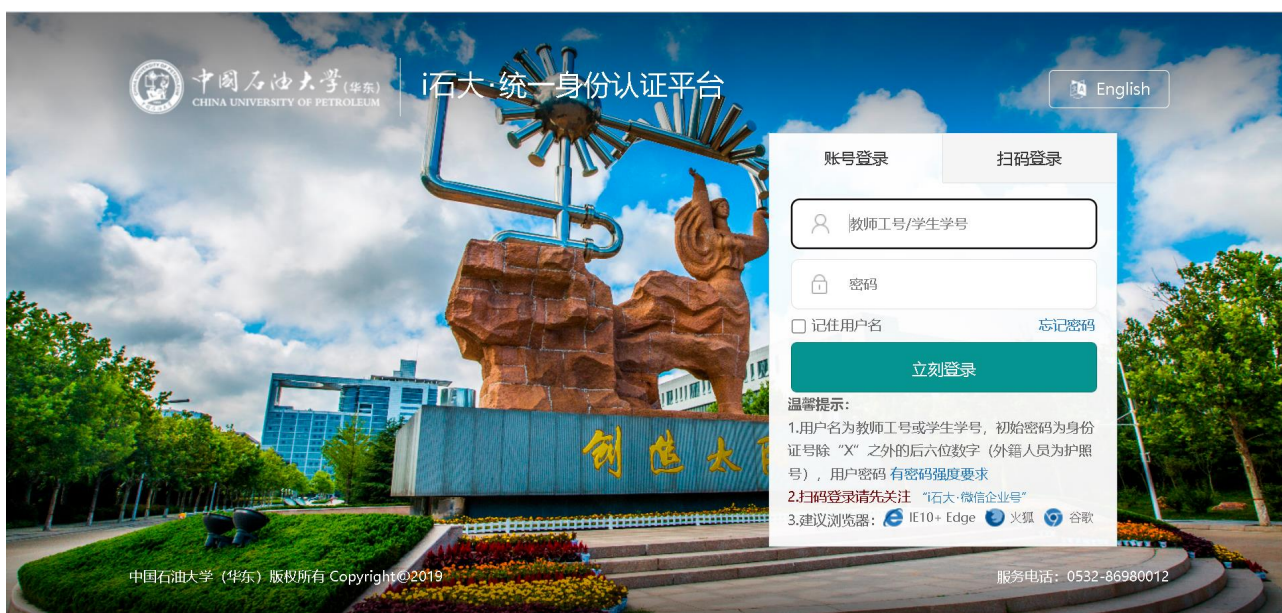 中國石油大学(华东)
CHINA UNIVERSITY OF PETROLEUM
i石大·统一身份认证平台
English
账号登录
扫码登录
教师工号/学生学号
密码
记住用户名
忘记密码
立刻登录
温馨提示：
1.用户名为教师工号或学生学号，初始密码为身份
证号除“X”之外的后六位数字（外籍人员为护照
号），用户密码 有密码强度要求
2.扫码登录请先关注 “i石大·微信企业号”
3.建议浏览器： IE10+ Edge 火狐 谷歌
创造太
中国石油大学（华东）版权所有 Copyright©2019
服务电话：0532-86980012